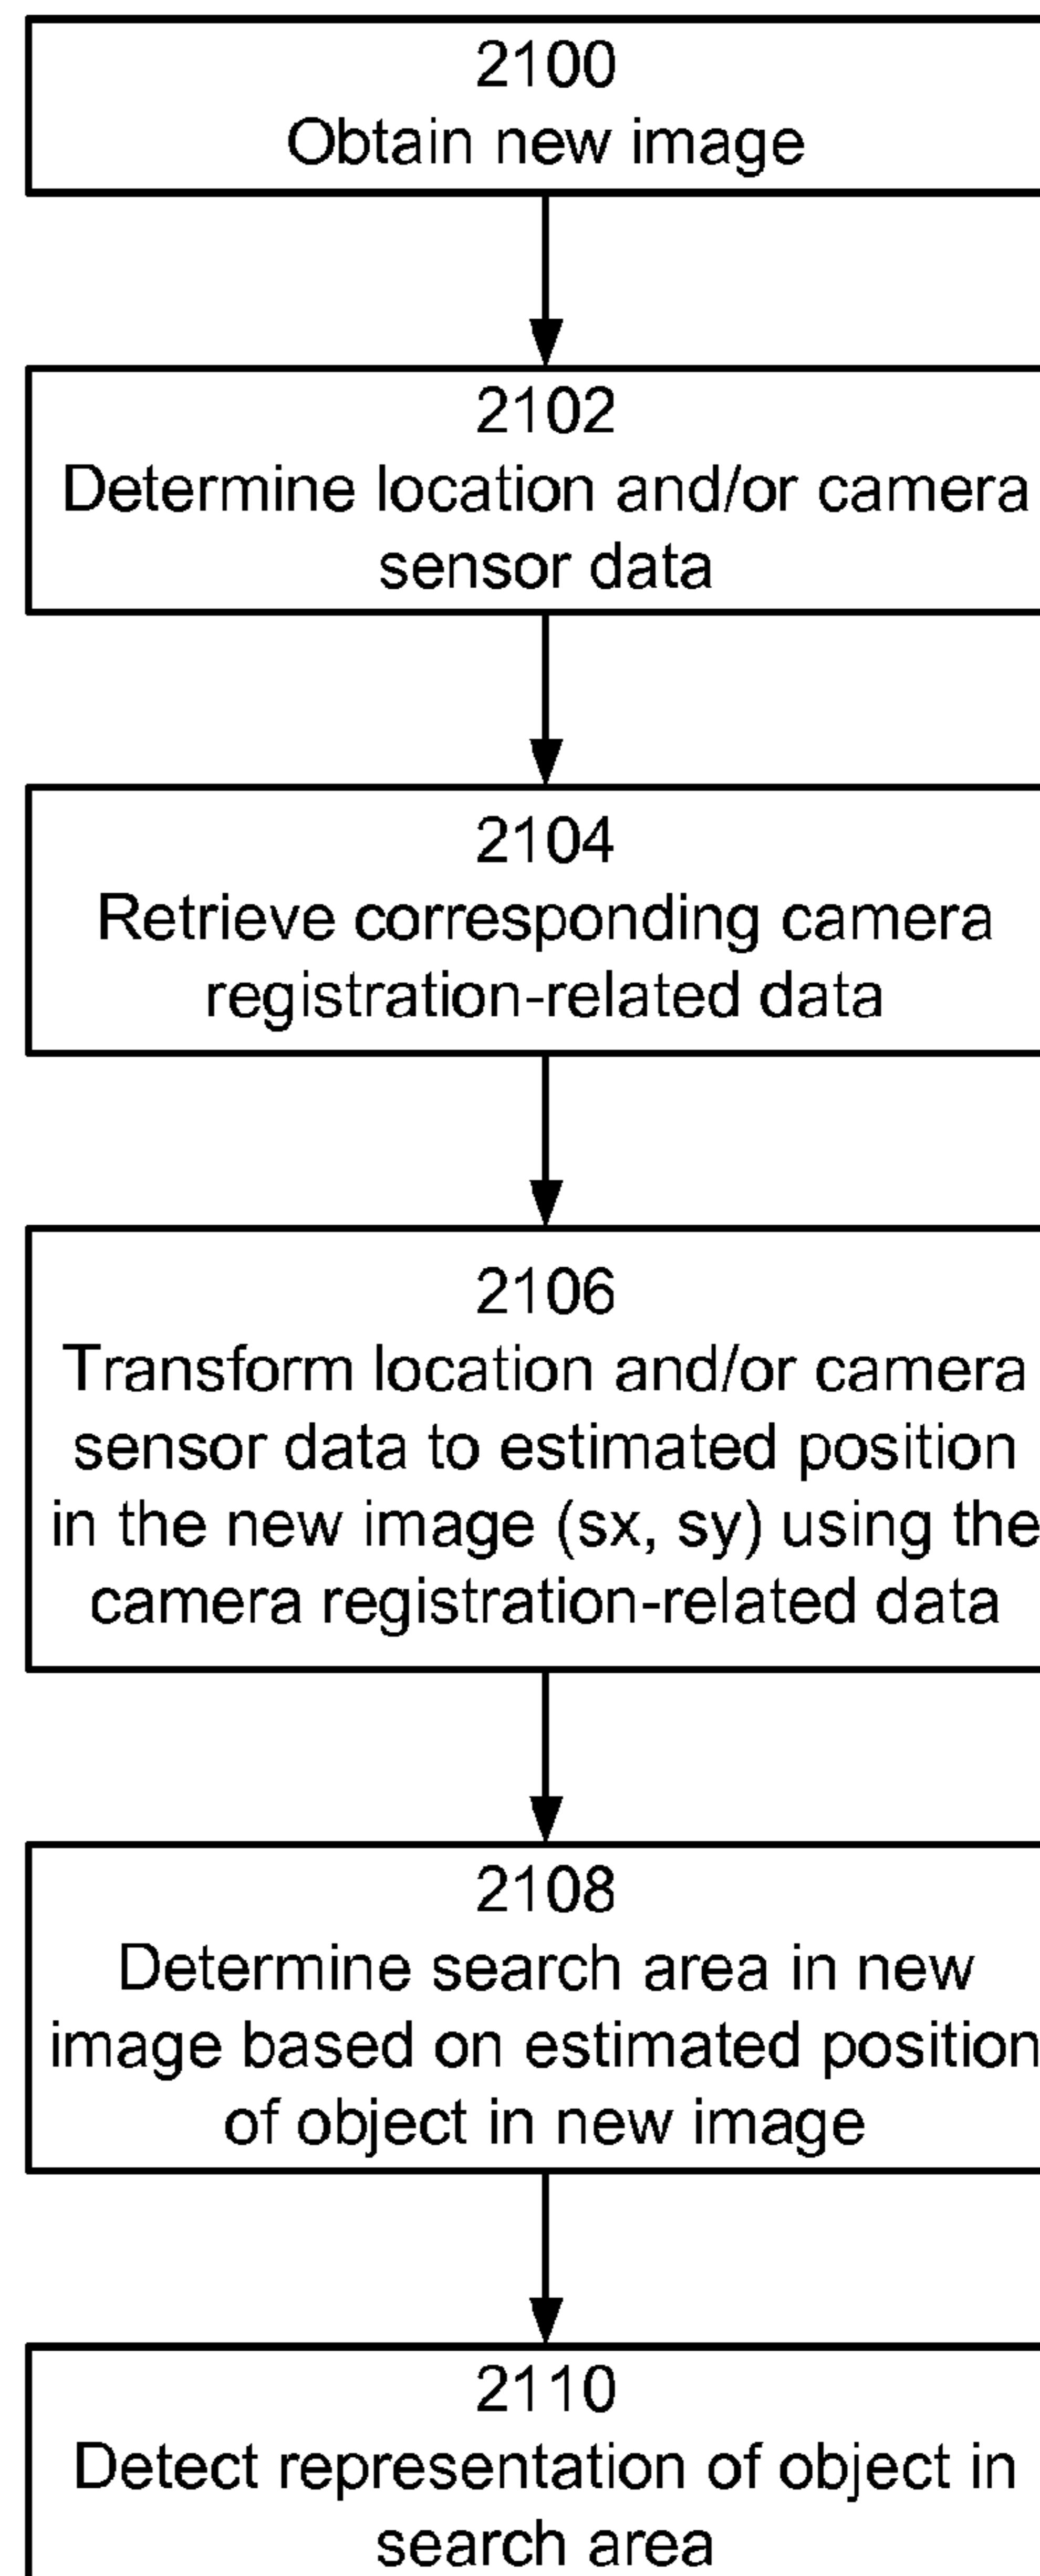 2100
Obtain new image
2102
Determine location and/or camera
sensor data
2104
Retrieve corresponding camera
registration-related data
2106
Transform location and/or camera
sensor data to estimated position
in the new image (sx, sy) using the
camera registration-related data
2108
Determine search area in new
image based on estimated position
of object in new image
2110
Detect representation of object in
search area